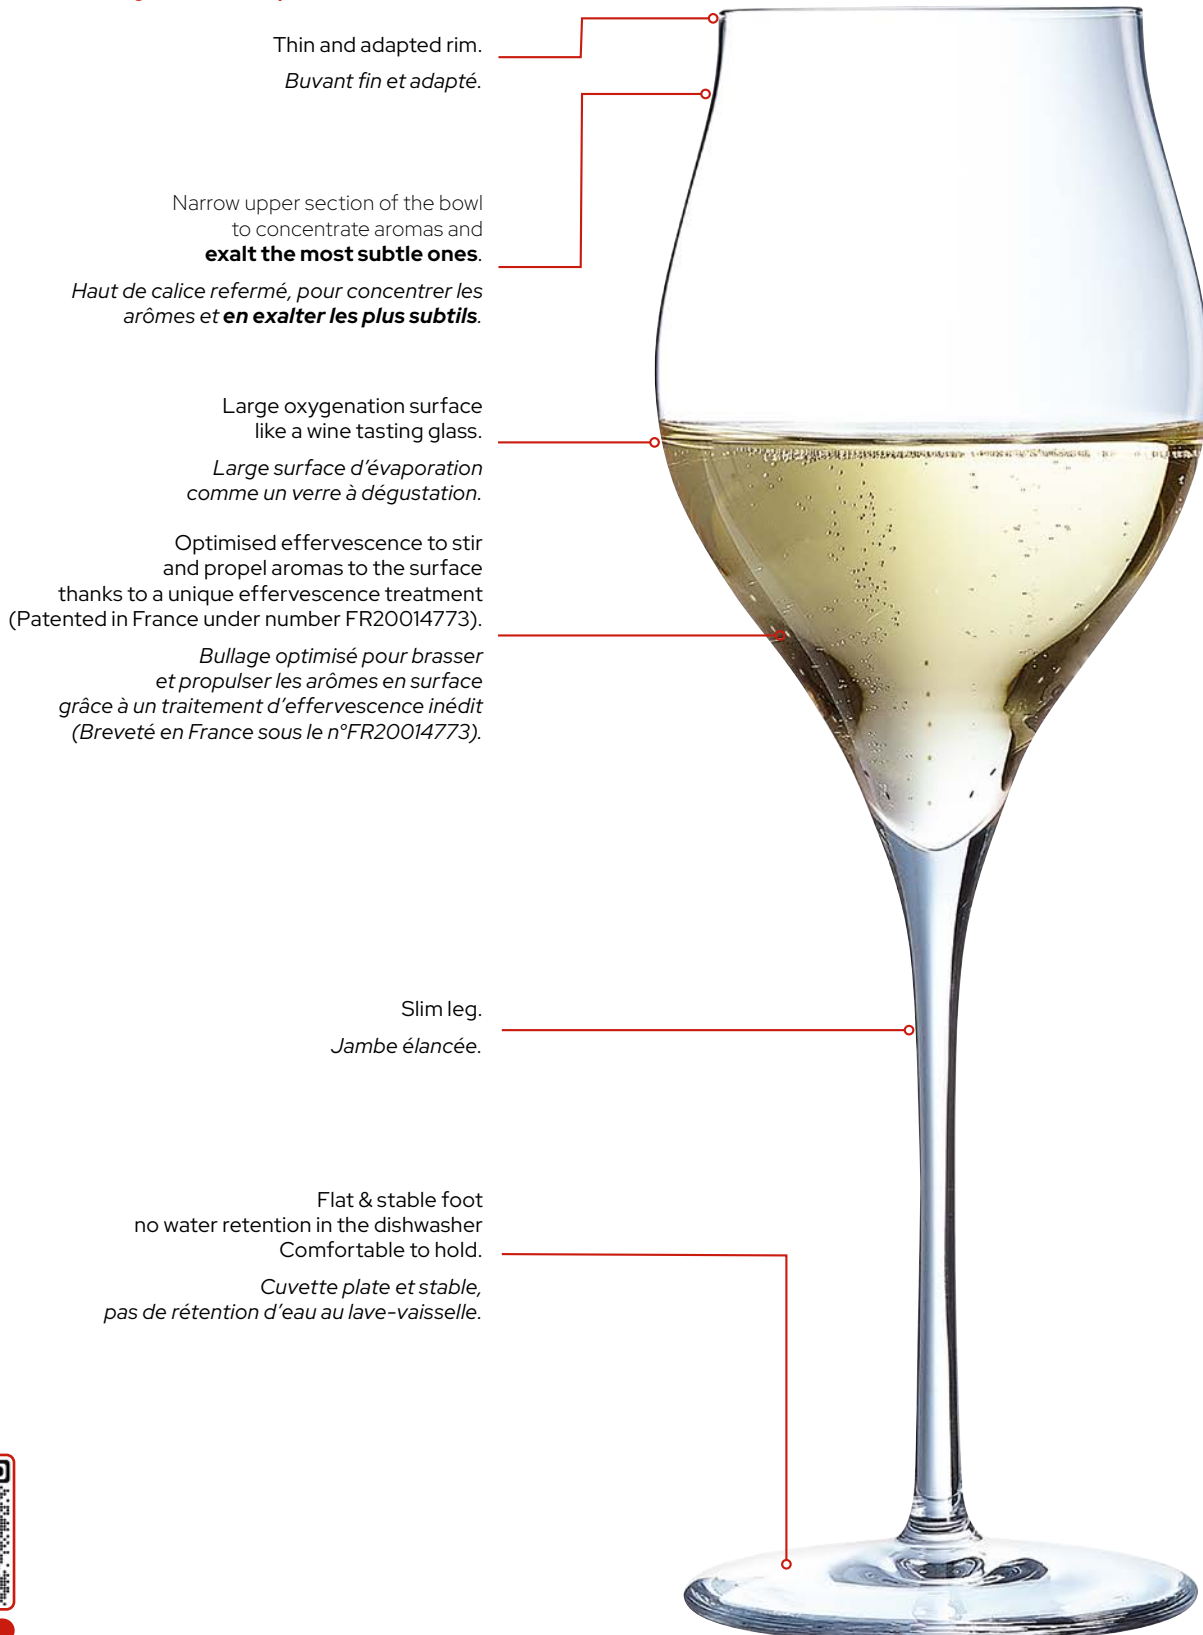 Thin and adapted rim.
Buvant fin et adapté.
Narrow upper section of the bowl
to concentrate aromas and
exalt the most subtle ones.
Haut de calice refermé, pour concentrer les
arômes et en exalter les plus subtils.
Large oxygenation surface
like a wine tasting glass.
Large surface d'évaporation
comme un verre à dégustation.
Optimised effervescence to stir
and propel aromas to the surface
thanks to a unique effervescence treatment
(Patented in France under number FR20014773).
Bullage optimisé pour brasser
et propulser les arômes en surface
grâce à un traitement d'effervescence inédit
(Breveté en France sous le n°FR20014773).
Slim leg.
Jambe élancée.
Flat & stable foot
no water retention in the dishwasher
Comfortable to hold.
Cuvette plate et stable,
pas de rétention d'eau au lave-vaisselle.